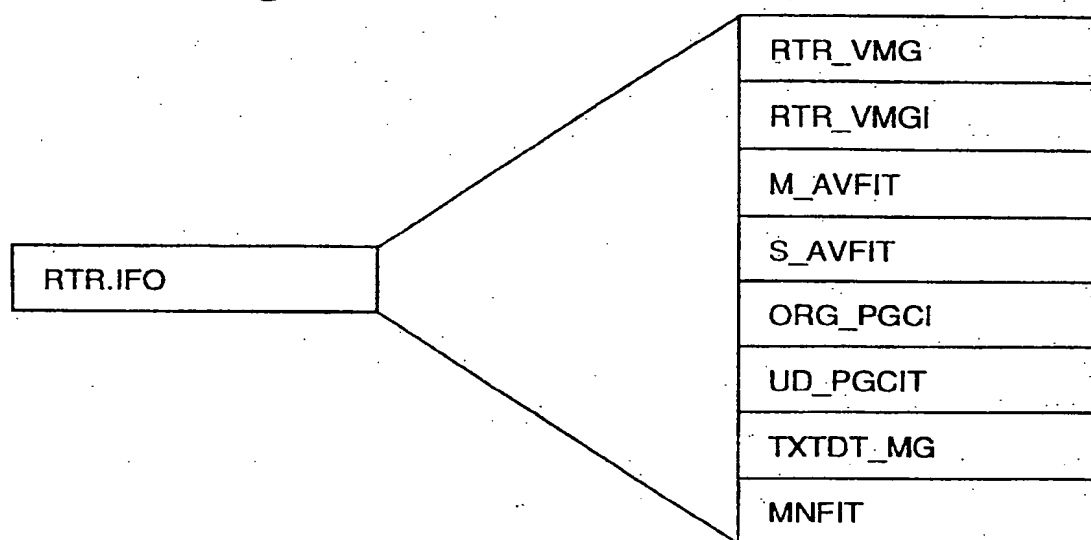 RTR.IFO
RTR_VMG
RTR_VMGI
M_AVFIT
S_AVFIT
ORG_PGCI
UD_PGCIT
TXTDT_MG
MNFIT